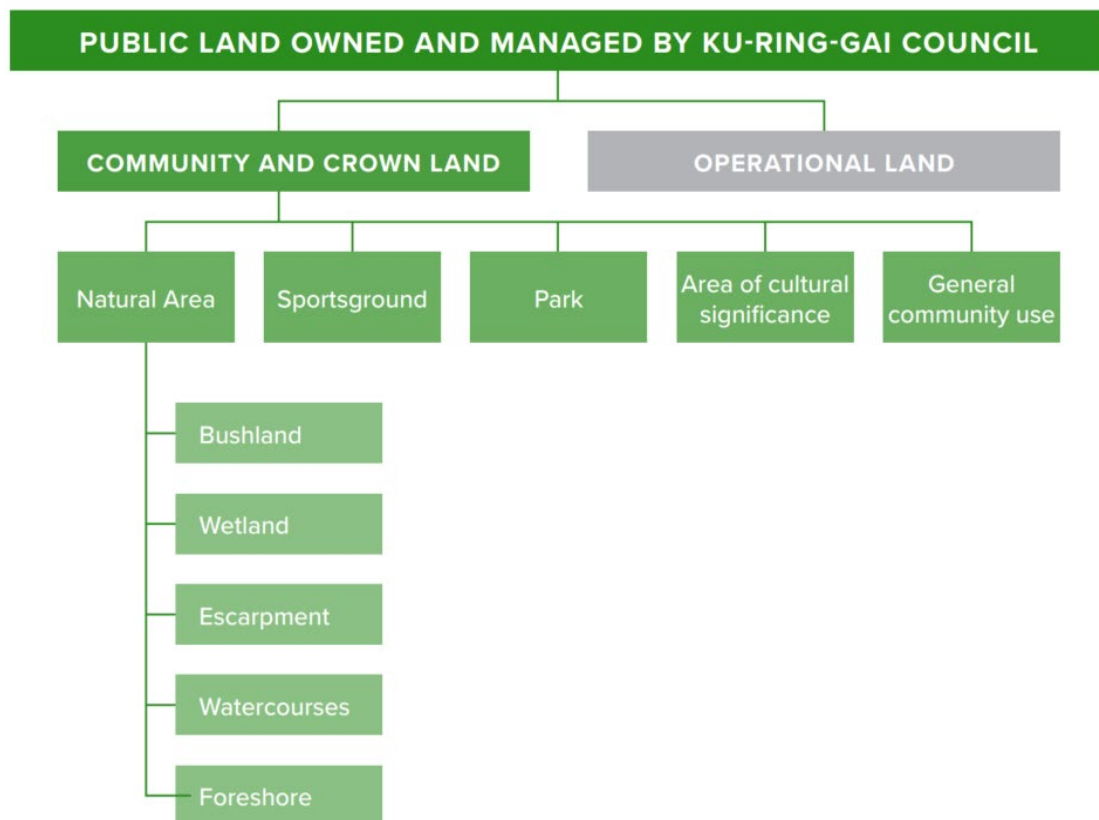 PUBLIC LAND OWNED AND MANAGED BY KU-RING-GAI COUNCIL
COMMUNITY AND CROWN LAND
OPERATIONAL LAND
Natural Area
Sportsground
Park
Area of cultural
significance
General
community use
Bushland
Wetland
Escarpment
Watercourses
Foreshore